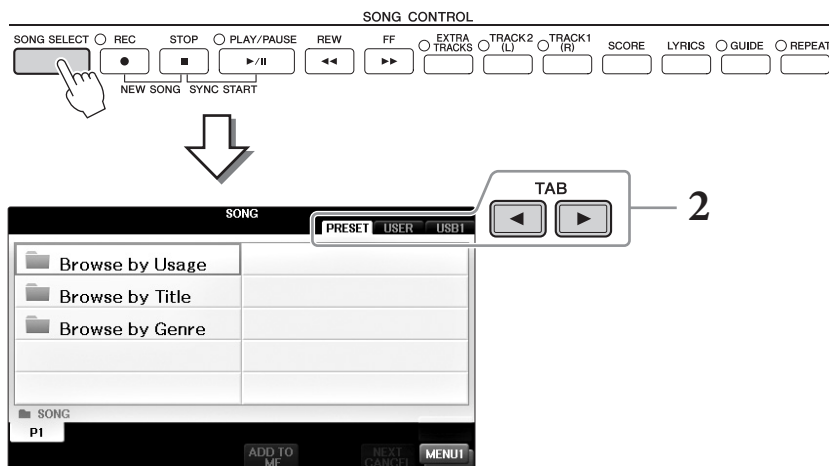 SONG CONTROL
SONG SELECT REC STOP PLAY/PAUSE REW FF EXTRA TRACKS TRACK2 (L) TRACK1 (R) SCORE LYRICS GUIDE REPEAT
NEW SONG SYNC START
TAB
2
SONG
PRESET USER USB1
Browse by Usage
Browse by Title
Browse by Genre
SONG
P1
ADD TO ME NEXT CANCEL MENU1